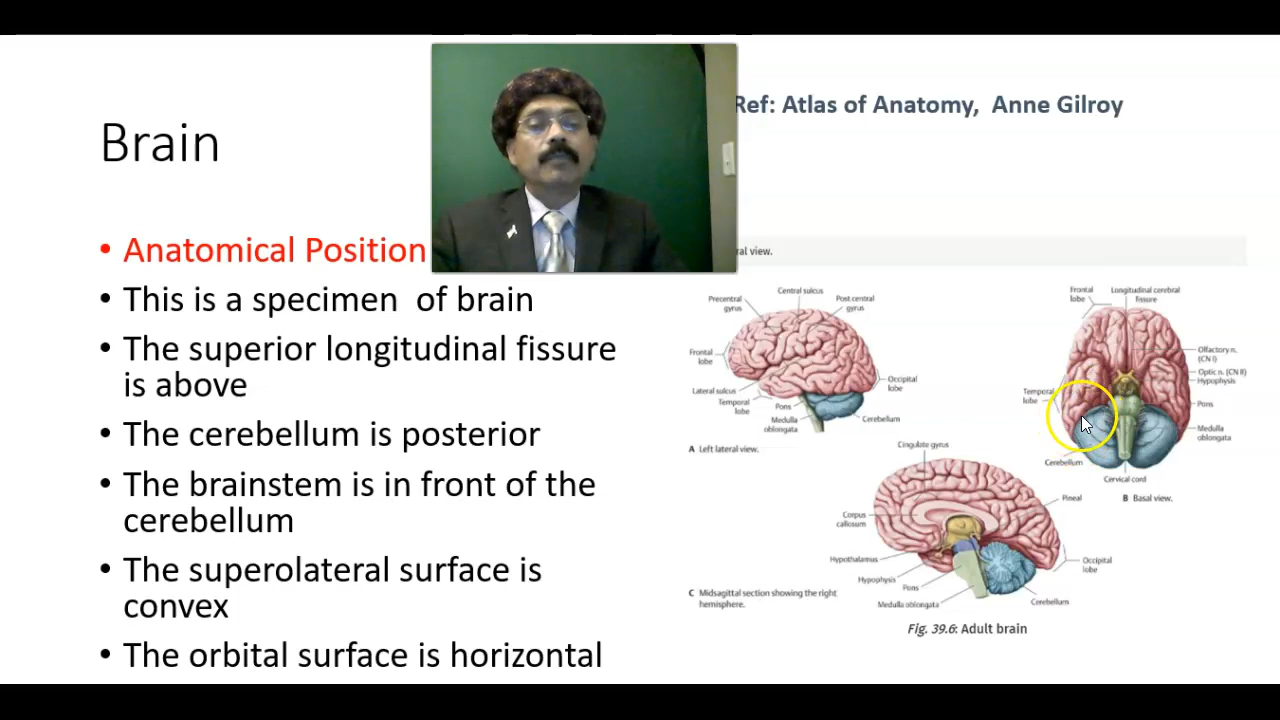 Ref: Atlas of Anatomy, Anne Gilroy
Brain
• Anatomical Position
• This is a specimen of brain
• The superior longitudinal fissure
is above
• The cerebellum is posterior
• The brainstem is in front of the
cerebellum
• The superolateral surface is
convex
• The orbital surface is horizontal
view.
Precentral
gyrus
Central sulcus
Post central
gyrus
Frontal
lobe
Lateral sulcus
Temporal
lobe
Pons
Medulla
oblongata
Occipital
lobe
Cerebellum
A Left lateral view.
Frontal
lobe
Longitudinal cerebral
fissure
Olfactory n.
(CN I)
Optic n. (CN II)
Hypophysis
Temporal
lobe
Pons
Medulla
oblongata
Cerebellum
Cervical cord
B Basal view.
Cingulate gyrus
Pineal
Corpus
callosum
Hypothalamus
Hypophysis
Pons
Medulla oblongata
Occipital
lobe
Cerebellum
C Midsagittal section showing the right
hemisphere.
Fig. 39.6: Adult brain